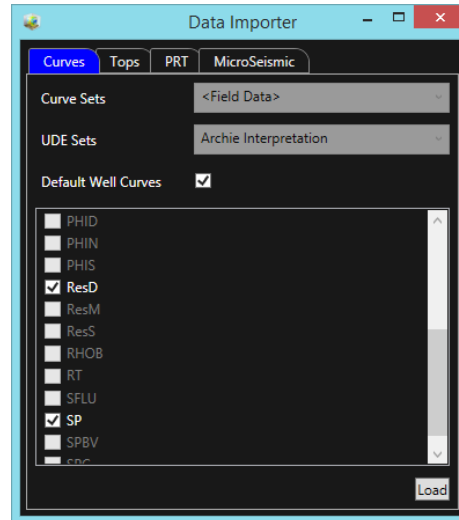 Data Importer
Curves Tops PRT MicroSeismic
Curve Sets <Field Data>
UDE Sets Archie Interpretation
Default Well Curves
PHID
PHIN
PHIS
ResD
ResM
ResS
RHOB
RT
SFLU
SP
SPBV
Load